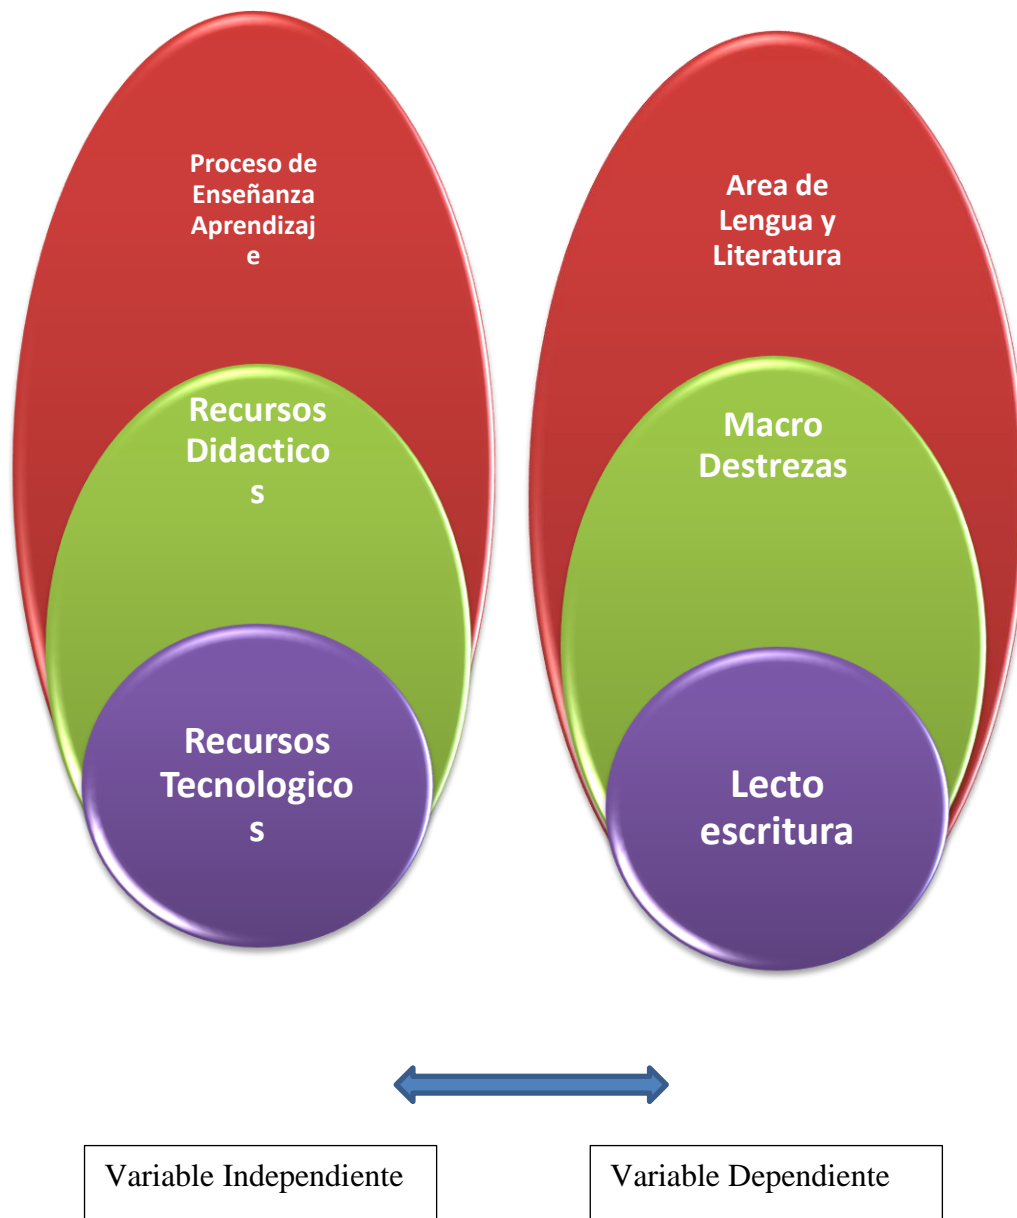 Proceso de
Enseñanza
Aprendizaj
e
Recursos
Didactico
s
Recursos
Tecnologico
s
Area de
Lengua y
Literatura
Macro
Destrezas
Lecto
escritura
Variable Independiente
Variable Dependiente